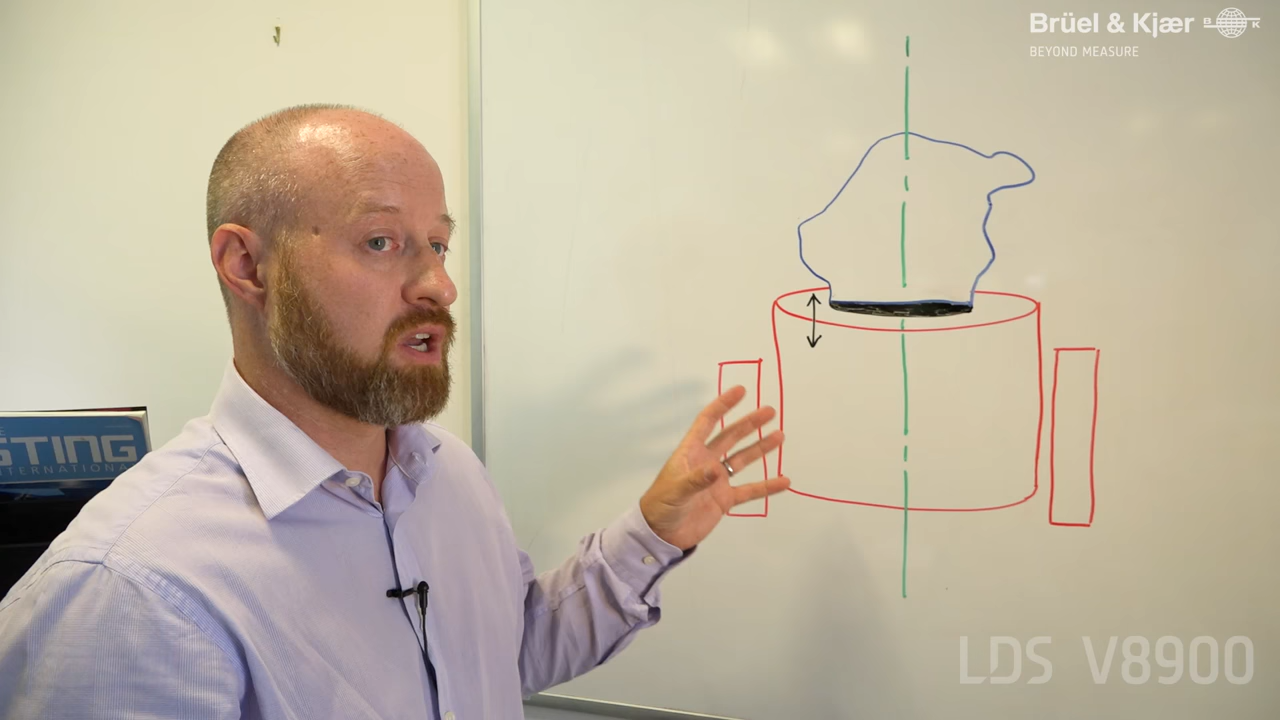 Brüel & Kjær
B K
BEYOND MEASURE
STING
INTERNATIONAL
LDS V8900